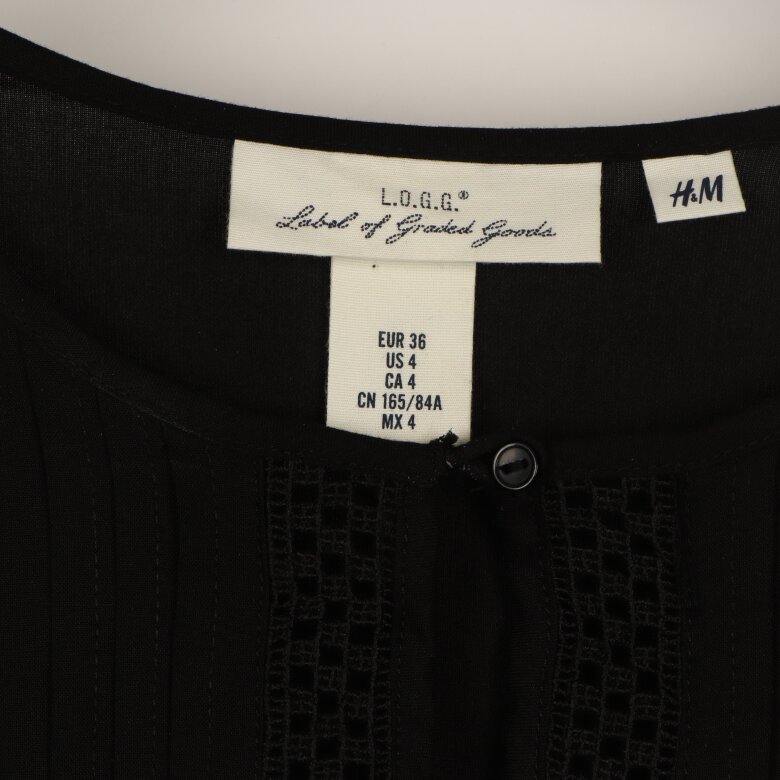 L.O.G.G.®
Label of Graded Goods
H&M
EUR 36
US 4
CA 4
CN 165/84A
MX 4